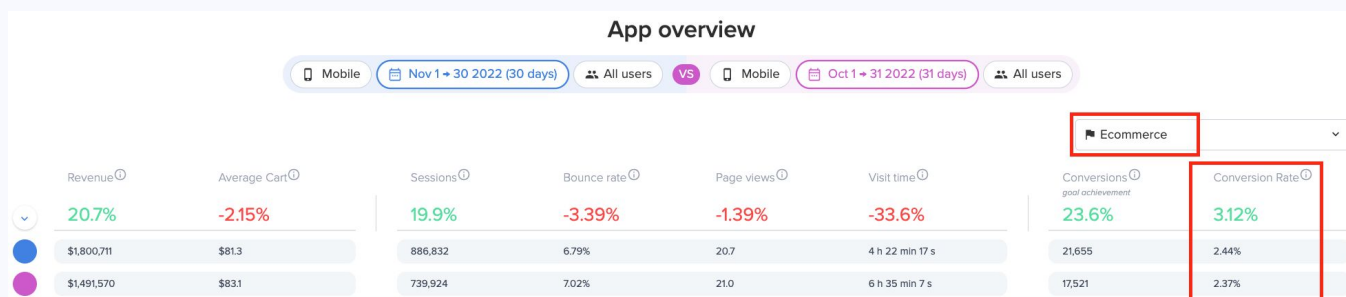 App overview
Mobile Nov 1 → 30 2022 (30 days) All users VS Mobile Oct 1 → 31 2022 (31 days) All users
Ecommerce
Revenue Average Cart Sessions Bounce rate Page views Visit time Conversions Conversion Rate
goal achievement
20.7% -2.15% 19.9% -3.39% -1.39% -33.6% 23.6% 3.12%
$1,800,711 $81.3 886,832 6.79% 20.7 4 h 22 min 17 s 21,655 2.44%
$1,491,570 $83.1 739,924 7.02% 21.0 6 h 35 min 7 s 17,521 2.37%